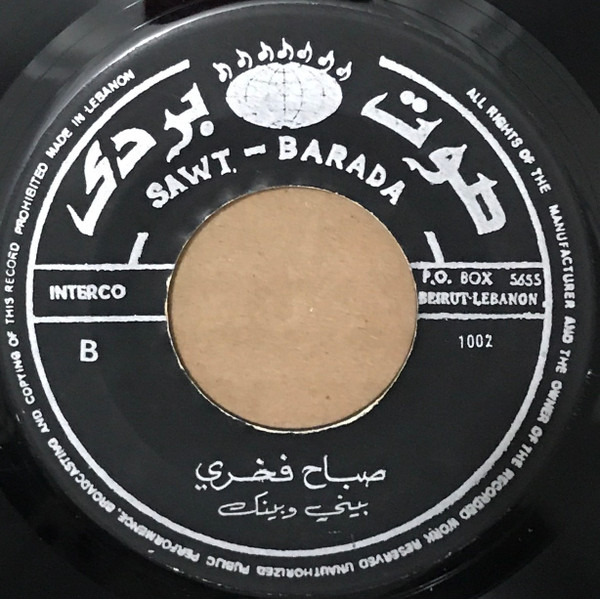 ALL RIGHTS OF THE MANUFACTURER AND THE OWNER OF THE RECORDED WORK RESERVED UNAUTHORIZED PUBLIC PERFORMENCE, BROADCASTING AND COPYING OF THIS RECORD PROHIBITED MADE IN LEBANON
صوت بردى
SAWT. - BARADA
INTERCO
P.O. BOX 5655
BEIRUT-LEBANON
B
1002
صباح فخري
بيني وبينك